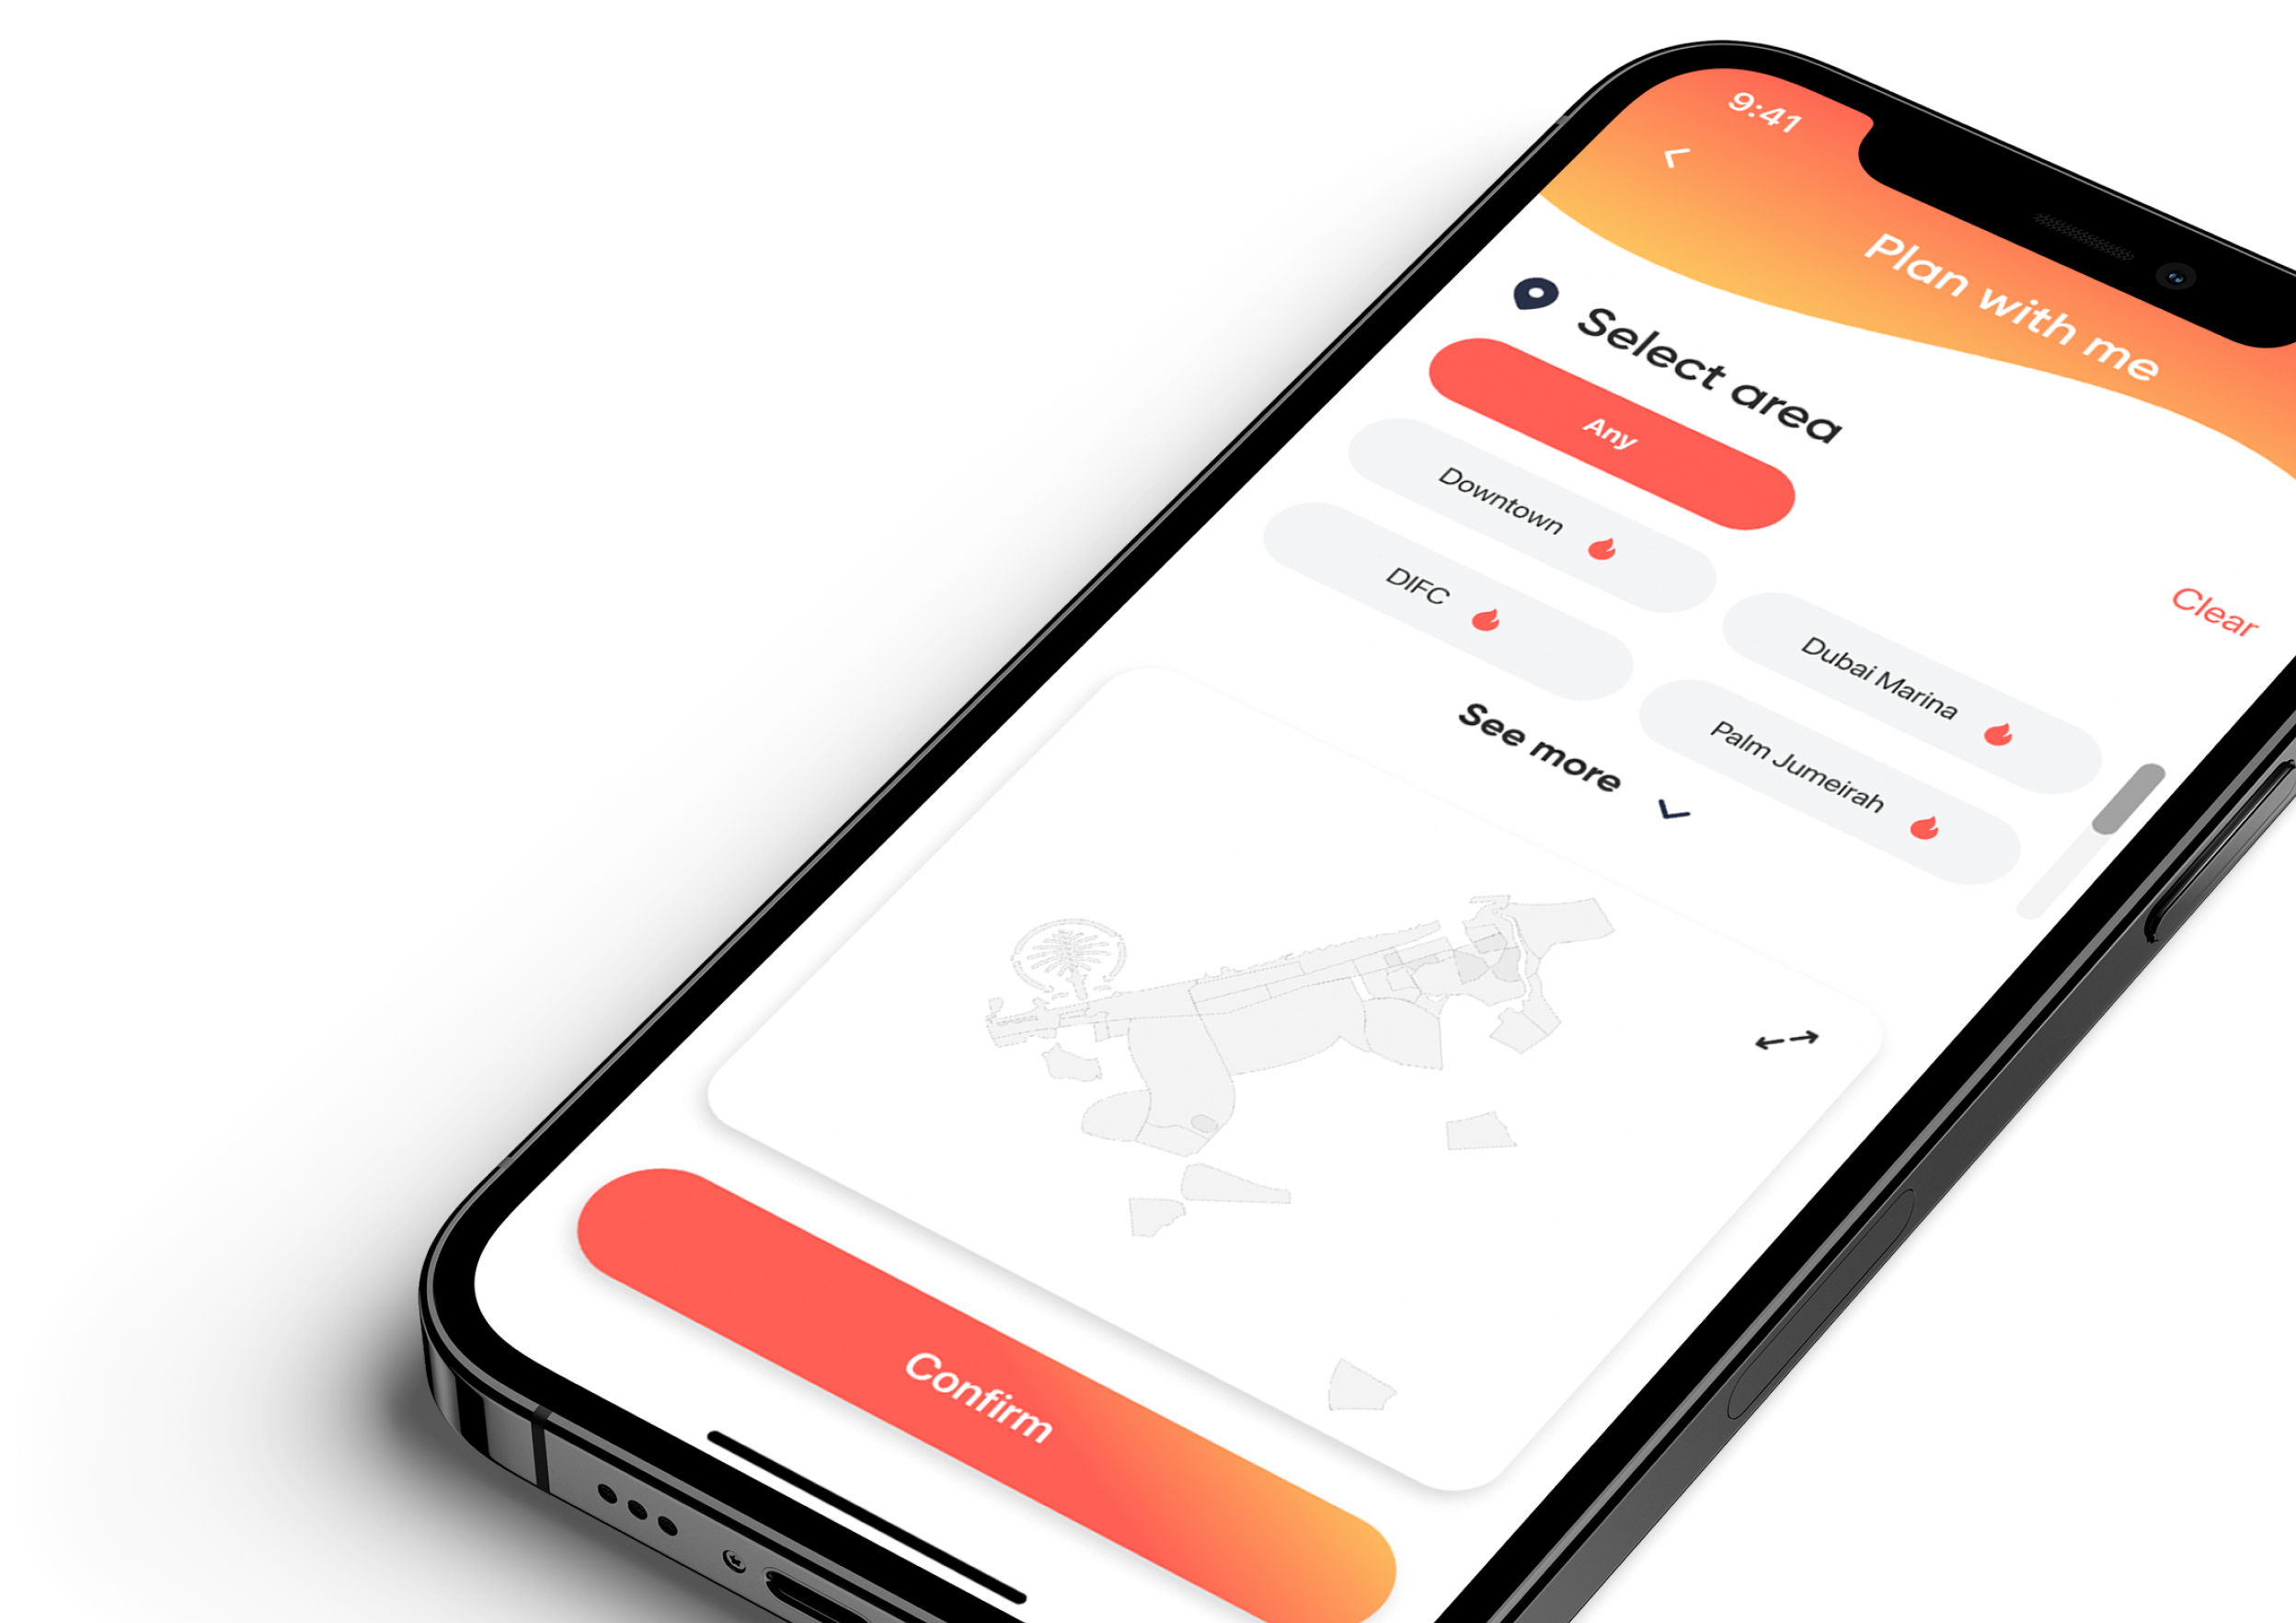 9:41
Plan with me
Select area
Clear
Any
Downtown
Dubai Marina
DIFC
Palm Jumeirah
See more
Confirm